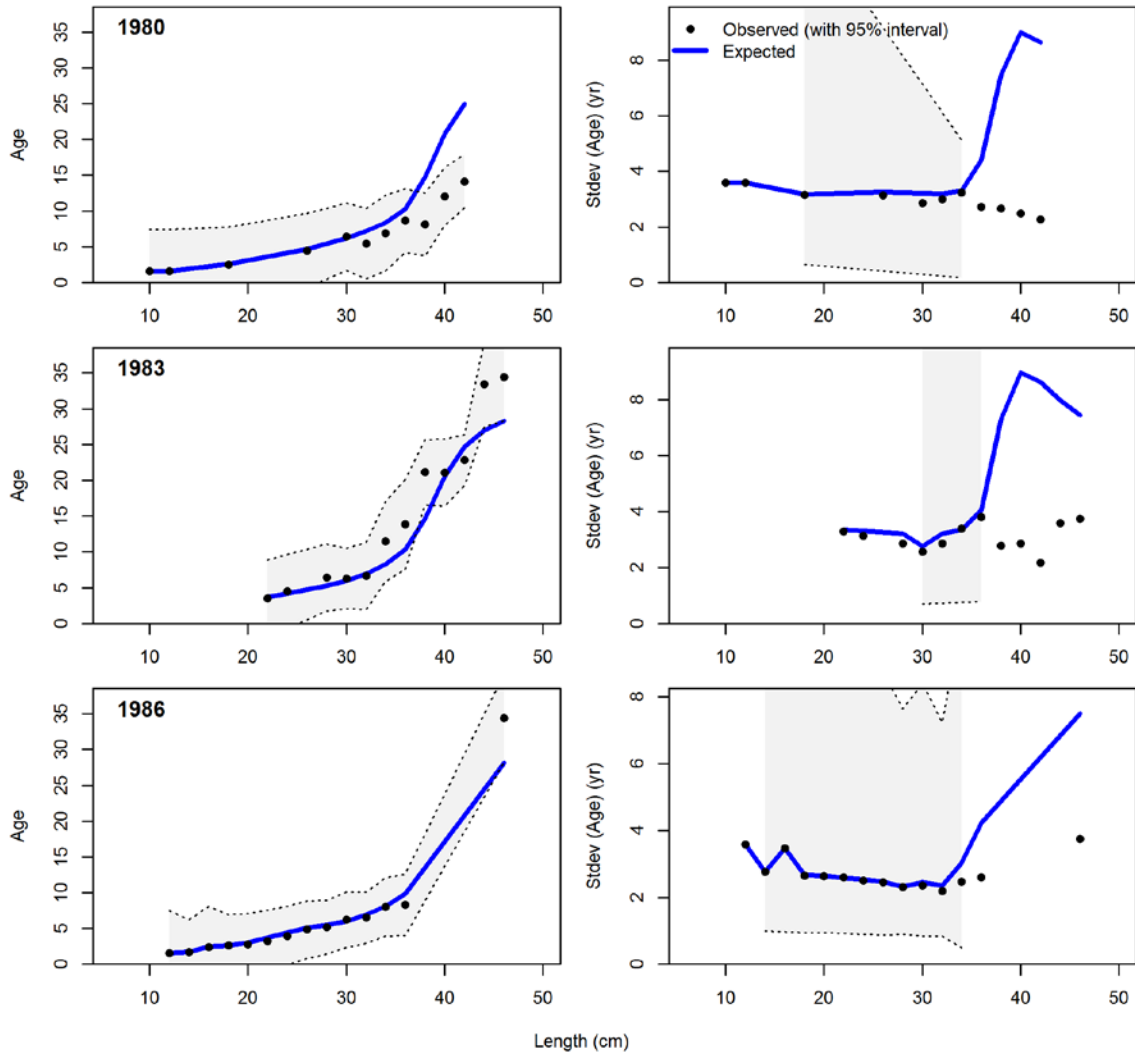 1980
Age
0 5 10 15 20 25 30 35
10 20 30 40 50
Observed (with 95% interval)
Expected
Stdev (Age) (yr)
0 2 4 6 8
10 20 30 40 50
1983
Age
0 5 10 15 20 25 30 35
10 20 30 40 50
Stdev (Age) (yr)
0 2 4 6 8
10 20 30 40 50
1986
Age
0 5 10 15 20 25 30 35
10 20 30 40 50
Stdev (Age) (yr)
0 2 4 6 8
10 20 30 40 50
Length (cm)